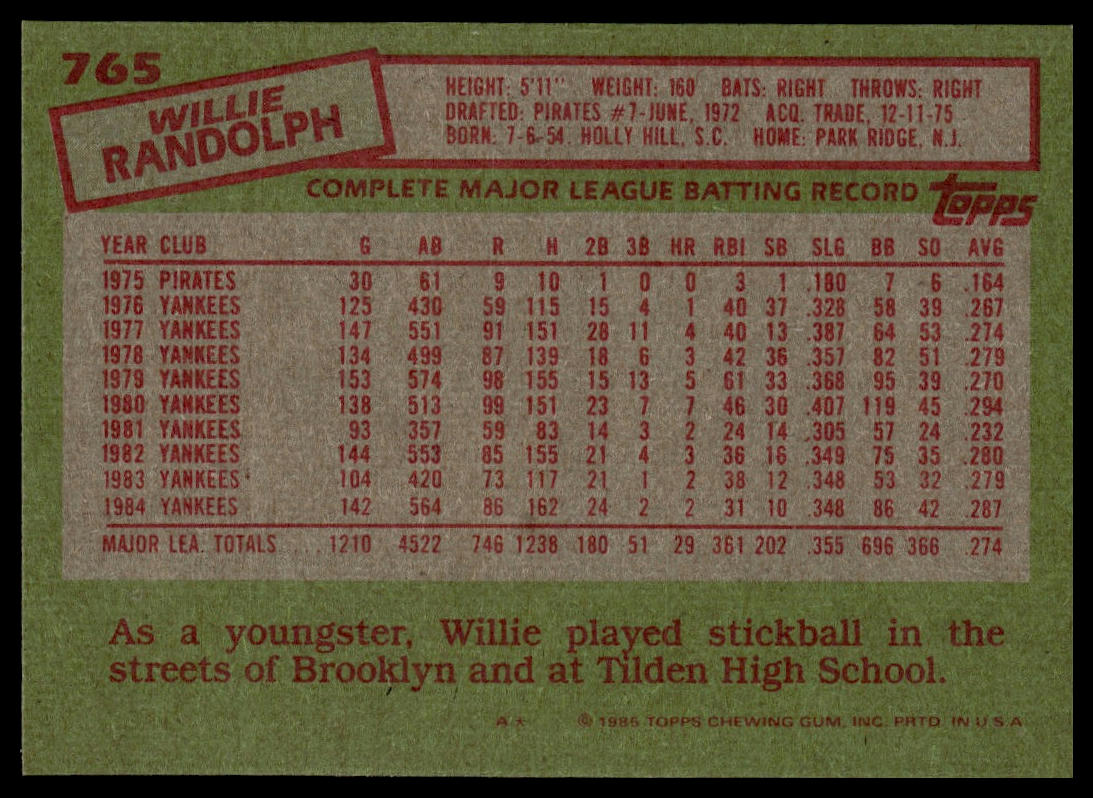 765
WILLIE
RANDOLPH
HEIGHT: 5'11" WEIGHT: 160 BATS: RIGHT THROWS: RIGHT
DRAFTED: PIRATES #7-JUNE, 1972 ACQ. TRADE, 12-11-75
BORN: 7-6-54, HOLLY HILL, S.C. HOME: PARK RIDGE, N.J.
COMPLETE MAJOR LEAGUE BATTING RECORD topps
YEAR CLUB G AB R H 2B 3B HR RBI SB SLG BB SO AVG
1975 PIRATES 30 61 9 10 1 0 0 3 1 .180 7 6 .164
1976 YANKEES 125 430 59 115 15 4 1 40 37 .328 58 39 .267
1977 YANKEES 147 551 91 151 28 11 4 40 13 .387 64 53 .274
1978 YANKEES 134 499 87 139 18 6 3 42 36 .357 82 51 .279
1979 YANKEES 153 574 98 155 15 13 5 61 33 .368 95 39 .270
1980 YANKEES 138 513 99 151 23 7 7 46 30 .407 119 45 .294
1981 YANKEES 93 357 59 83 14 3 2 24 14 .305 57 24 .232
1982 YANKEES 144 553 85 155 21 4 3 36 16 .349 75 35 .280
1983 YANKEES 104 420 73 117 21 1 2 38 12 .348 53 32 .279
1984 YANKEES 142 564 86 162 24 2 2 31 10 .348 86 42 .287
MAJOR LEA. TOTALS .... 1210 4522 746 1238 180 51 29 361 202 .355 696 366 .274
As a youngster, Willie played stickball in the
streets of Brooklyn and at Tilden High School.
A* © 1985 TOPPS CHEWING GUM, INC. PRTD. IN U.S.A.